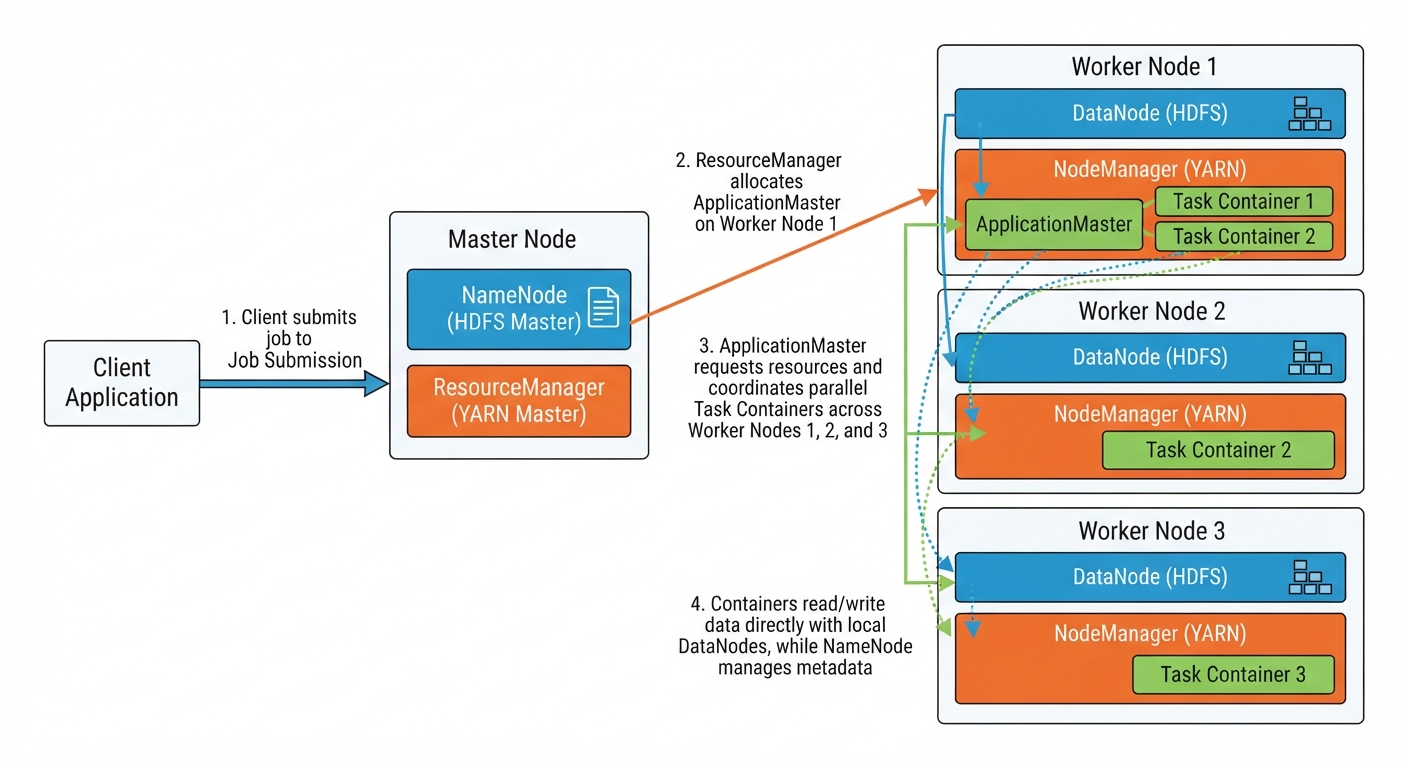 Client
Application
1. Client submits
job to
Job Submission
Master Node
NameNode
(HDFS Master)
ResourceManager
(YARN Master)
2. ResourceManager
allocates
ApplicationMaster
on Worker Node 1
3. ApplicationMaster
requests resources and
coordinates parallel
Task Containers across
Worker Nodes 1, 2, and 3
4. Containers read/write
data directly with local
DataNodes, while NameNode
manages metadata
Worker Node 1
DataNode (HDFS)
NodeManager (YARN)
ApplicationMaster
Task Container 1
Task Container 2
Worker Node 2
DataNode (HDFS)
NodeManager (YARN)
Task Container 2
Worker Node 3
DataNode (HDFS)
NodeManager (YARN)
Task Container 3